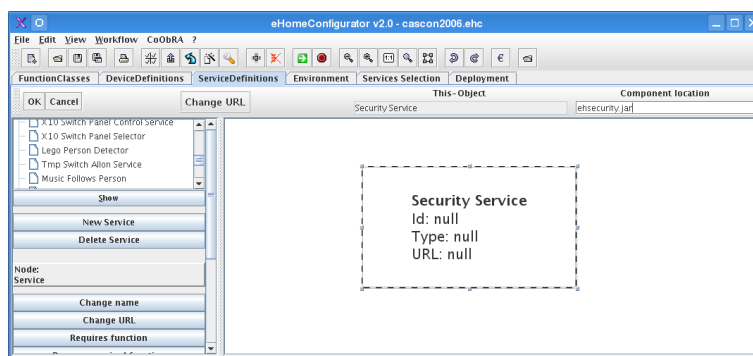 eHomeConfigurator v2.0 - cascon2006.ehc
File Edit View Workflow CoObRA ?
FunctionClasses DeviceDefinitions ServiceDefinitions Environment Services Selection Deployment
OK Cancel Change URL
This-Object Component location
Security Service ehsecurity.jar
X10 Switch Panel Control Service
X10 Switch Panel Selector
Lego Person Detector
Tmp Switch Allon Service
Music Follows Person
Show
New Service
Delete Service
Node:
Service
Change name
Change URL
Requires function
Security Service
Id: null
Type: null
URL: null